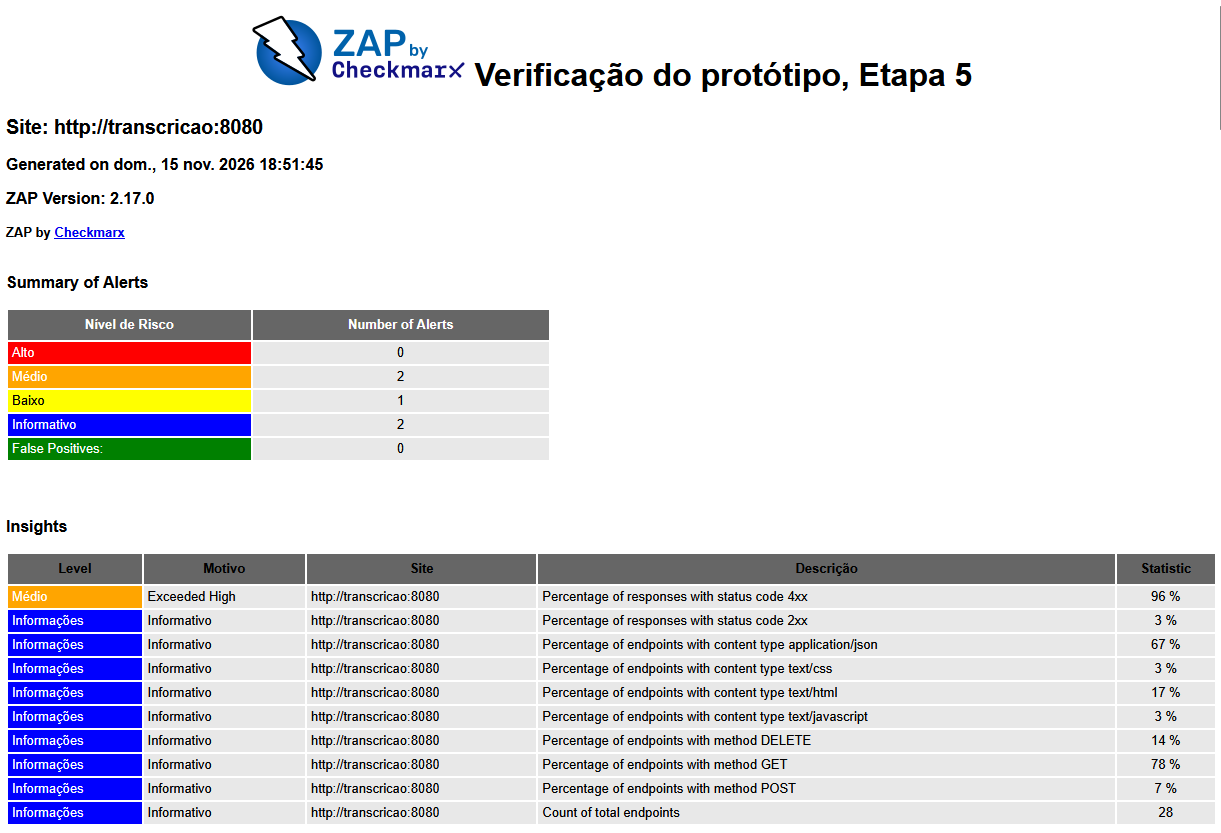 ZAP by
Checkmarx Verificação do protótipo, Etapa 5
Site: http://transcricao:8080
Generated on dom., 15 nov. 2026 18:51:45
ZAP Version: 2.17.0
ZAP by Checkmarx
Summary of Alerts
Nível de Risco Number of Alerts
Alto 0
Médio 2
Baixo 1
Informativo 2
False Positives: 0
Insights
Level Motivo Site Descrição Statistic
Médio Exceeded High http://transcricao:8080 Percentage of responses with status code 4xx 96 %
Informações Informativo http://transcricao:8080 Percentage of responses with status code 2xx 3 %
Informações Informativo http://transcricao:8080 Percentage of endpoints with content type application/json 67 %
Informações Informativo http://transcricao:8080 Percentage of endpoints with content type text/css 3 %
Informações Informativo http://transcricao:8080 Percentage of endpoints with content type text/html 17 %
Informações Informativo http://transcricao:8080 Percentage of endpoints with content type text/javascript 3 %
Informações Informativo http://transcricao:8080 Percentage of endpoints with method DELETE 14 %
Informações Informativo http://transcricao:8080 Percentage of endpoints with method GET 78 %
Informações Informativo http://transcricao:8080 Percentage of endpoints with method POST 7 %
Informações Informativo http://transcricao:8080 Count of total endpoints 28